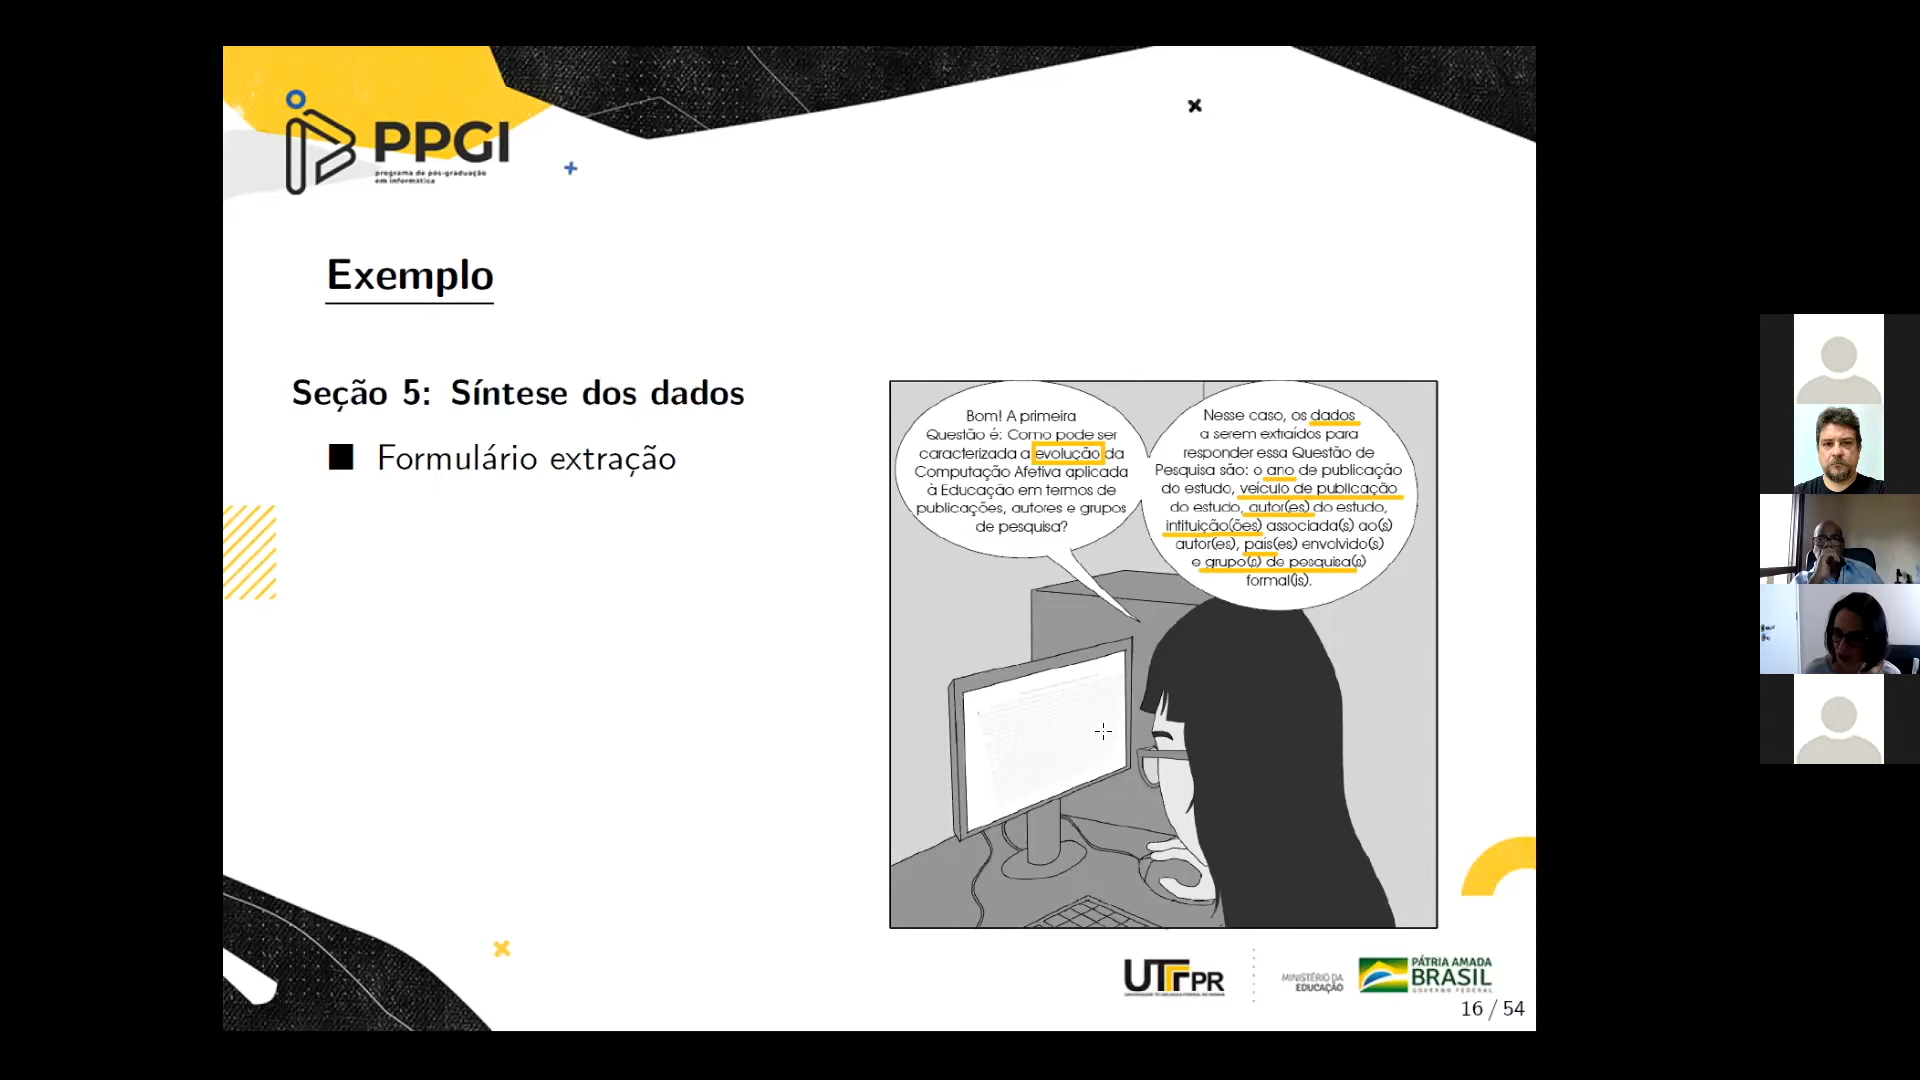 PPGI
programa de pós-graduação
em informática
Exemplo
Seção 5: Síntese dos dados
Formulário extração
Bom! A primeira
Questão é: Como pode ser
caracterizada a evolução da
Computação Afetiva aplicada
à Educação em termos de
publicações, autores e grupos
de pesquisa?
Nesse caso, os dados
a serem extraídos para
responder essa Questão de
Pesquisa são: o ano de publicação
do estudo, veículo de publicação
do estudo, autor(es) do estudo,
intituição(ões) associada(s) ao(s)
autor(es), país(es) envolvido(s)
e grupo(s) de pesquisa(s)
formal(is).
UTFPR
MINISTÉRIO DA
EDUCAÇÃO
PÁTRIA AMADA
BRASIL
GOVERNO FEDERAL
16 / 54